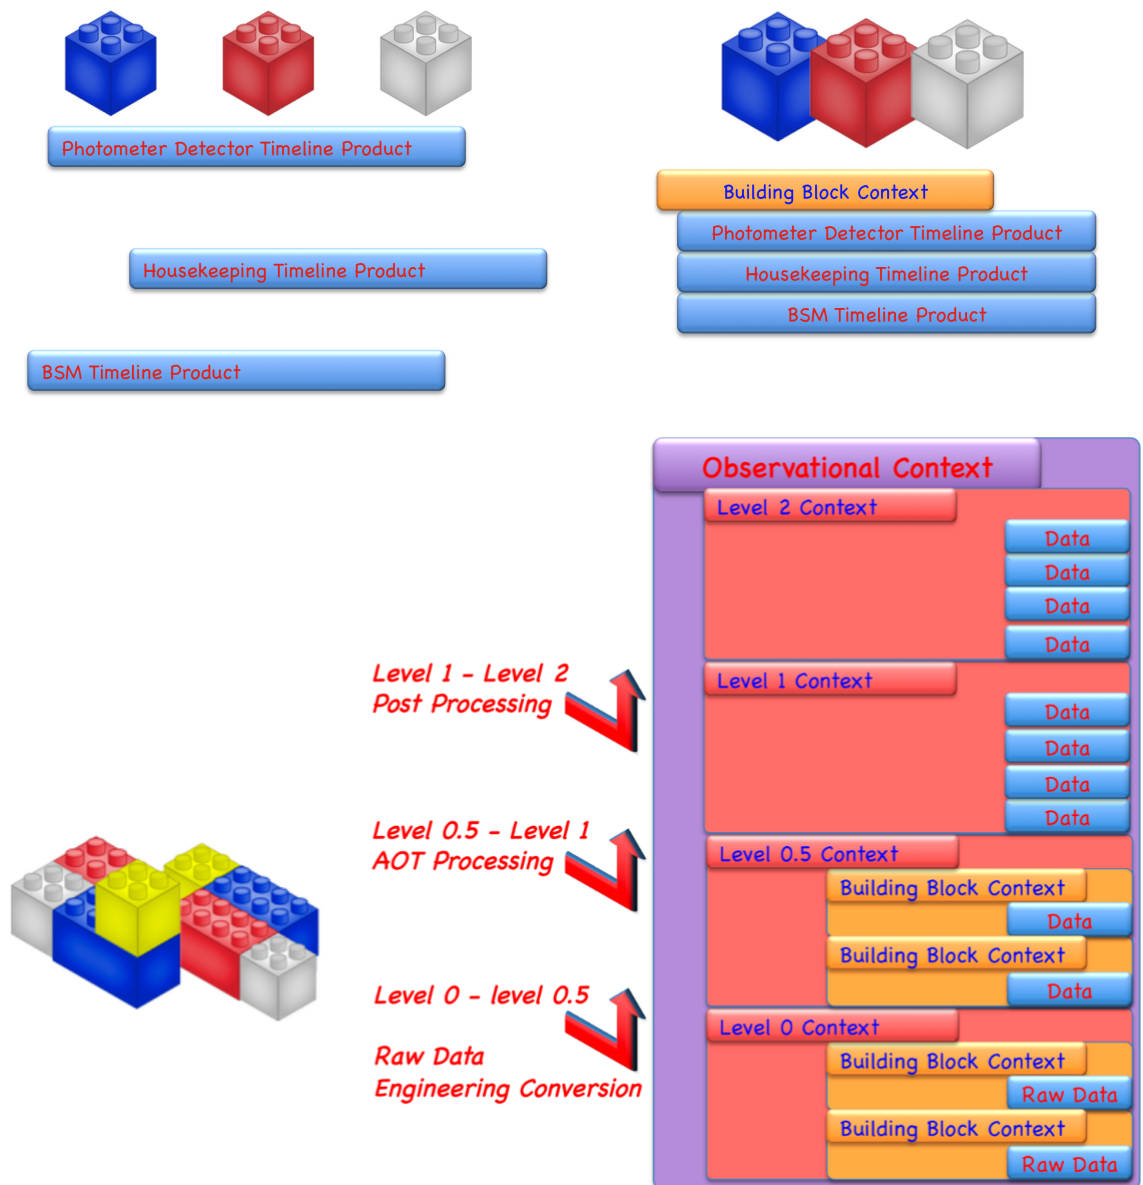 Photometer Detector Timeline Product
Housekeeping Timeline Product
BSM Timeline Product
Building Block Context
Photometer Detector Timeline Product
Housekeeping Timeline Product
BSM Timeline Product
Observational Context
Level 2 Context
Data
Data
Data
Data
Level 1 - Level 2
Post Processing
Level 1 Context
Data
Data
Data
Data
Level 0.5 - Level 1
AOT Processing
Level 0.5 Context
Building Block Context
Data
Building Block Context
Data
Level 0 - level 0.5
Raw Data
Engineering Conversion
Level 0 Context
Building Block Context
Raw Data
Building Block Context
Raw Data